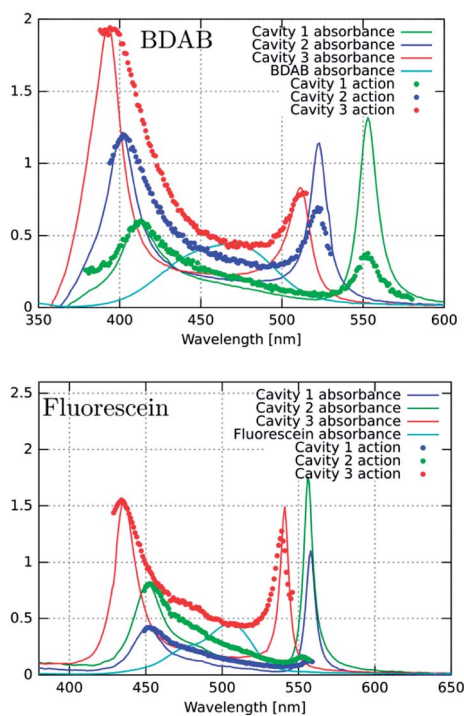 BDAB
Cavity 1 absorbance
Cavity 2 absorbance
Cavity 3 absorbance
BDAB absorbance
Cavity 1 action
Cavity 2 action
Cavity 3 action
2
1.5
1
0.5
0
350 400 450 500 550 600
Wavelength [nm]
Fluorescein
Cavity 1 absorbance
Cavity 2 absorbance
Cavity 3 absorbance
Fluorescein absorbance
Cavity 1 action
Cavity 2 action
Cavity 3 action
2.5
2
1.5
1
0.5
0
400 450 500 550 600 650
Wavelength [nm]